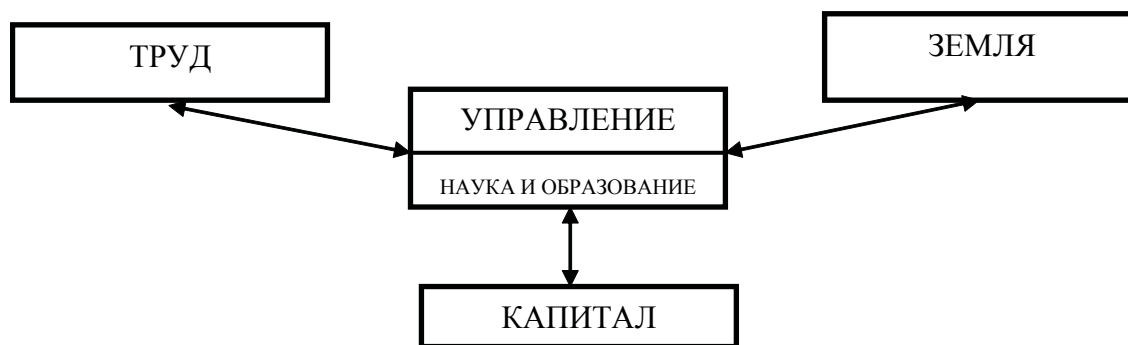 ТРУД
ЗЕМЛЯ
УПРАВЛЕНИЕ
НАУКА И ОБРАЗОВАНИЕ
КАПИТАЛ